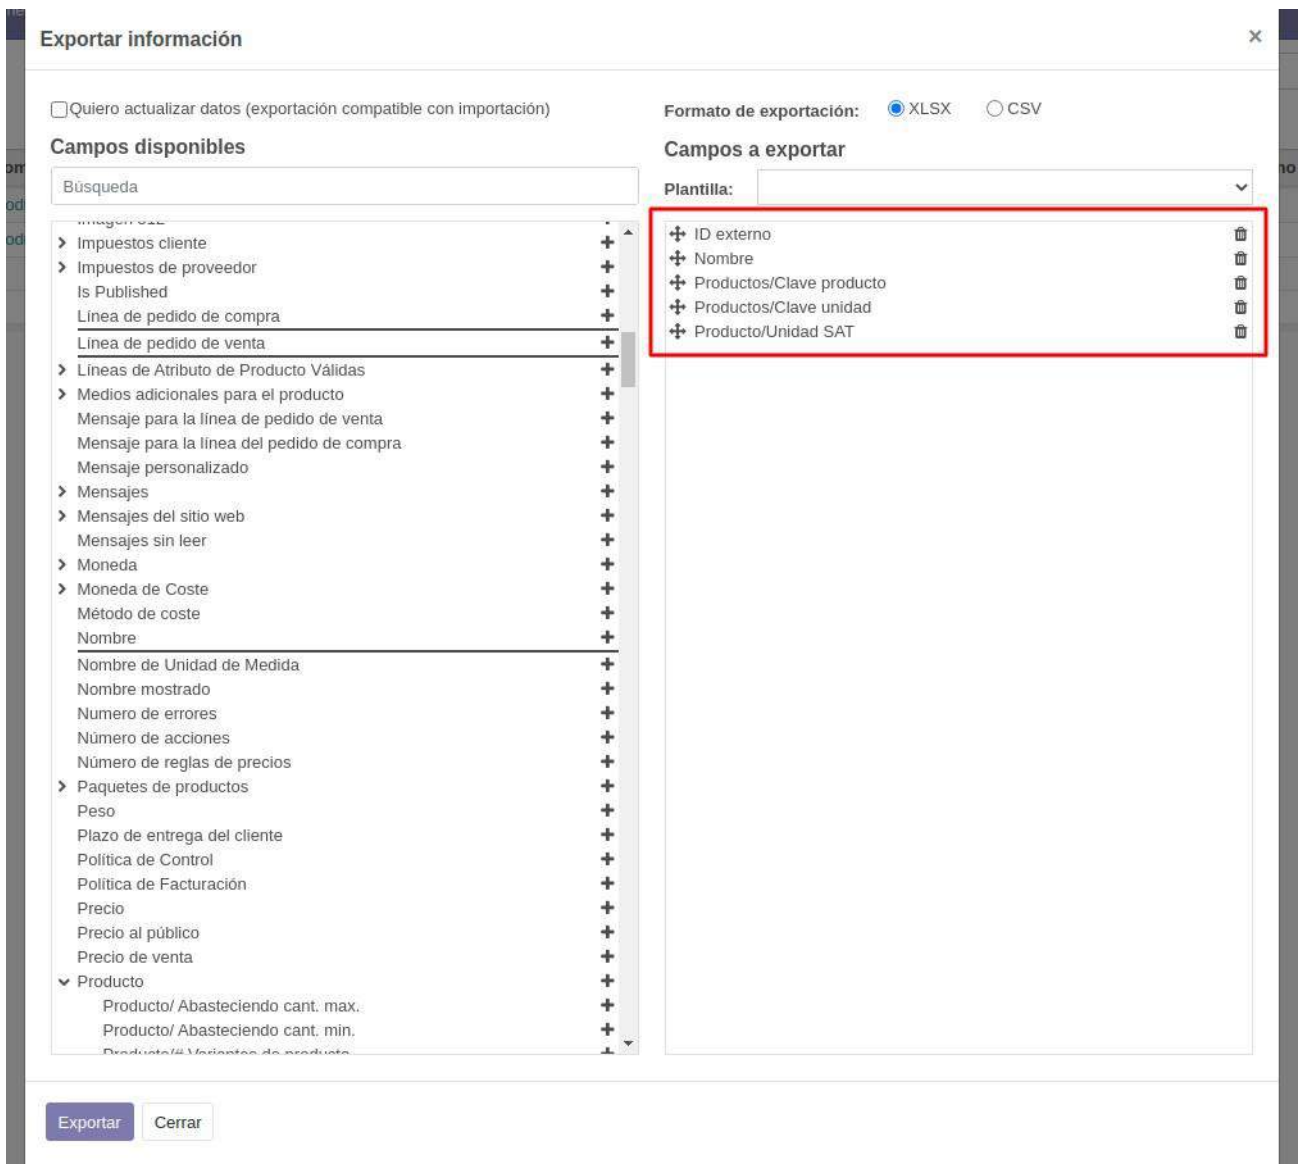 Exportar información
×
Quiero actualizar datos (exportación compatible con importación)
Formato de exportación:
XLSX
CSV
Campos disponibles
Campos a exportar
Búsqueda
Plantilla:
Impuestos cliente
Impuestos de proveedor
Is Published
Línea de pedido de compra
Línea de pedido de venta
Líneas de Atributo de Producto Válidas
Medios adicionales para el producto
Mensaje para la línea de pedido de venta
Mensaje para la línea del pedido de compra
Mensaje personalizado
Mensajes
Mensajes del sitio web
Mensajes sin leer
Moneda
Moneda de Coste
Método de coste
Nombre
Nombre de Unidad de Medida
Nombre mostrado
Numero de errores
Número de acciones
Número de reglas de precios
Paquetes de productos
Peso
Plazo de entrega del cliente
Política de Control
Política de Facturación
Precio
Precio al público
Precio de venta
Producto
Producto/ Abasteciendo cant. max.
Producto/ Abasteciendo cant. min.
Producto/# Variantes de producto
ID externo
Nombre
Productos/Clave producto
Productos/Clave unidad
Producto/Unidad SAT
Exportar
Cerrar